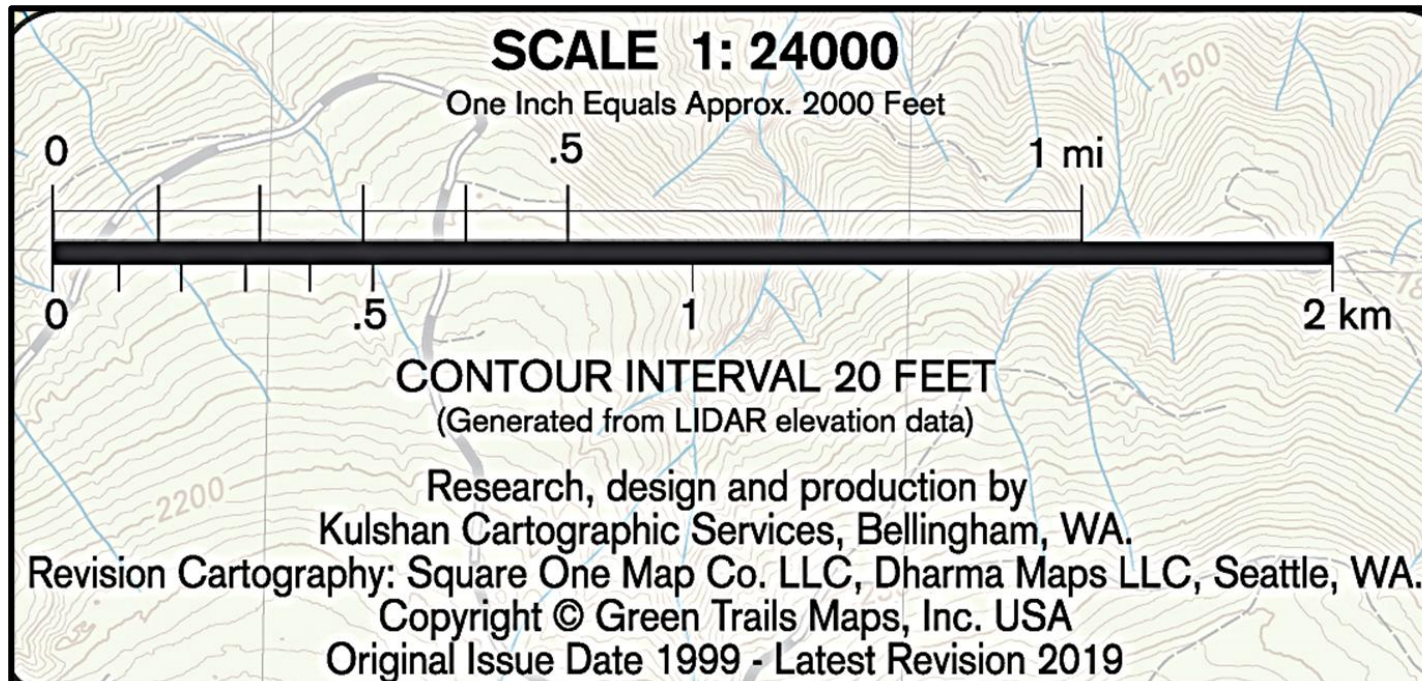 SCALE 1: 24000
One Inch Equals Approx. 2000 Feet
0 .5 1 mi
0 .5 1 2 km
CONTOUR INTERVAL 20 FEET
(Generated from LIDAR elevation data)
Research, design and production by
Kulshan Cartographic Services, Bellingham, WA.
Revision Cartography: Square One Map Co. LLC, Dharma Maps LLC, Seattle, WA.
Copyright © Green Trails Maps, Inc. USA
Original Issue Date 1999 - Latest Revision 2019
1500
2200